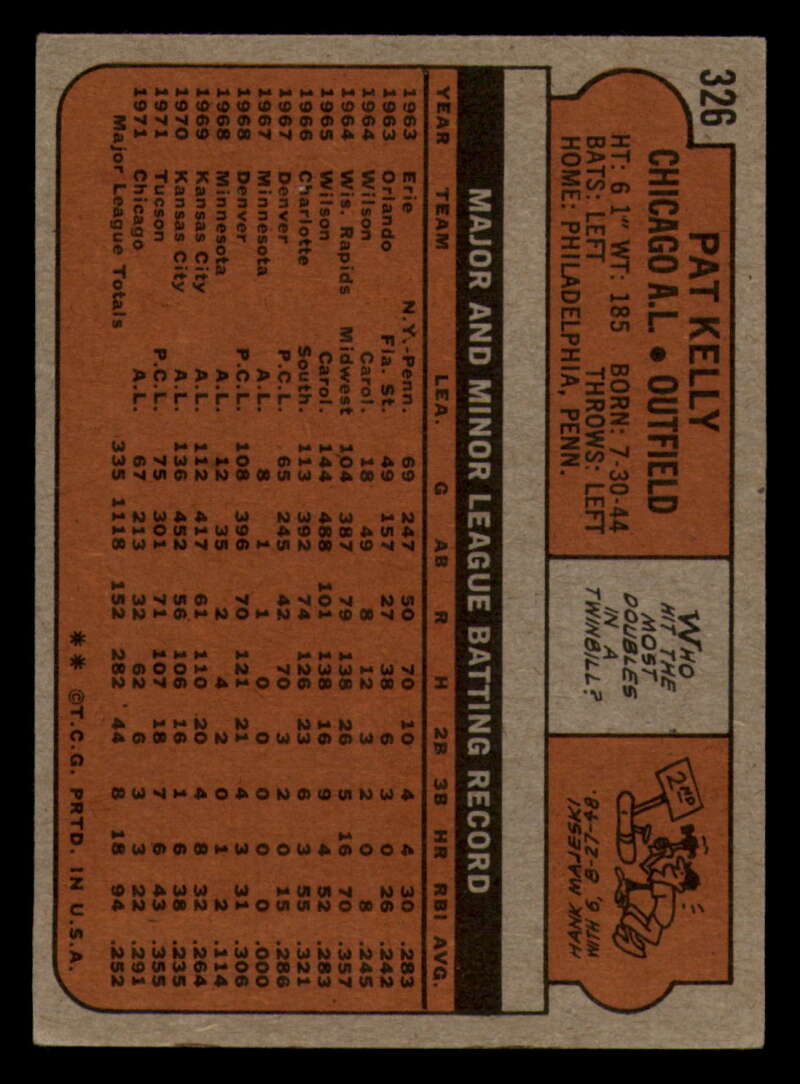 326
PAT KELLY
CHICAGO A.L. • OUTFIELD
HT: 6 1" WT: 185 BORN: 7-30-44
BATS: LEFT THROWS: LEFT
HOME: PHILADELPHIA, PENN.
WHO
HIT THE
MOST
DOUBLES
IN A
TWINBILL?
2ND
HANK MAJESKI
WITH 6, 8-27-48.
MAJOR AND MINOR LEAGUE BATTING RECORD
YEAR TEAM LEA. G AB R H 2B 3B HR RBI AVG.
1963 Erie N.Y.-Penn. 69 247 50 70 10 4 4 30 .283
1963 Orlando Fla. St. 49 157 27 38 6 3 0 26 .242
1964 Wilson Carol. 18 49 8 12 3 2 0 8 .245
1964 Wis. Rapids Midwest 104 387 79 138 26 5 16 70 .357
1965 Wilson Carol. 144 488 101 138 16 9 4 52 .283
1966 Charlotte South. 113 392 74 126 23 6 3 55 .321
1967 Denver P.C.L. 65 245 42 70 3 2 0 15 .286
1967 Minnesota A.L. 8 1 1 0 0 0 0 0 .000
1968 Denver P.C.L. 108 396 70 121 21 4 3 31 .306
1968 Minnesota A.L. 12 35 2 4 2 0 1 2 .114
1969 Kansas City A.L. 112 417 61 110 20 4 8 32 .264
1970 Kansas City A.L. 136 452 56 106 16 1 6 38 .235
1971 Tucson P.C.L. 75 301 71 107 18 7 6 43 .355
1971 Chicago A.L. 67 213 32 62 6 3 3 22 .291
Major League Totals 335 1118 152 282 44 8 18 94 .252
** ©T.C.G. PRTD. IN U.S.A.